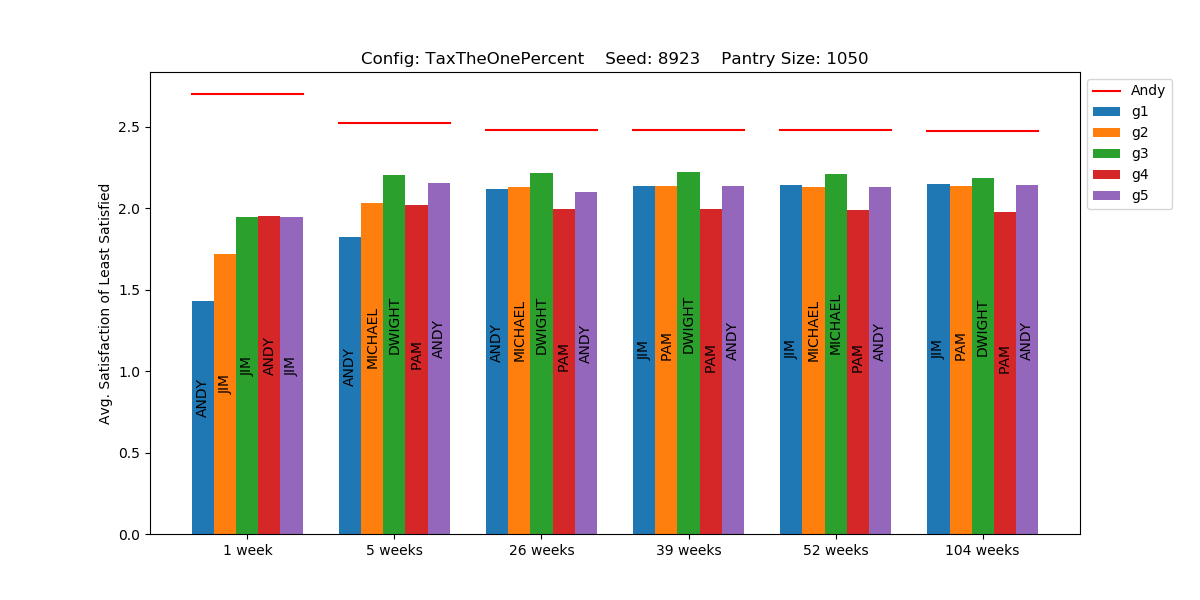 Config: TaxTheOnePercent    Seed: 8923    Pantry Size: 1050
Avg. Satisfaction of Least Satisfied
2.5
2.0
1.5
1.0
0.5
0.0
ANDY
JIM
JIM
ANDY
JIM
ANDY
MICHAEL
DWIGHT
PAM
ANDY
ANDY
MICHAEL
DWIGHT
PAM
ANDY
JIM
PAM
DWIGHT
PAM
ANDY
JIM
MICHAEL
MICHAEL
PAM
ANDY
JIM
PAM
DWIGHT
PAM
ANDY
1 week
5 weeks
26 weeks
39 weeks
52 weeks
104 weeks
Andy
g1
g2
g3
g4
g5